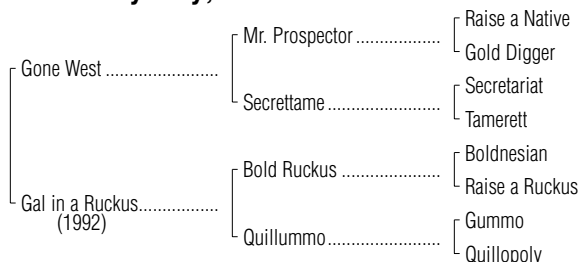 Raise a Native
Mr. Prospector ....................
Gold Digger
Gone West ...........................
Secretariat
Secrettame ..........................
Tamerett
Boldnesian
Bold Ruckus .......................
Raise a Ruckus
Gal in a Ruckus...................
(1992)
Gummo
Quillummo ..........................
Quillopoly